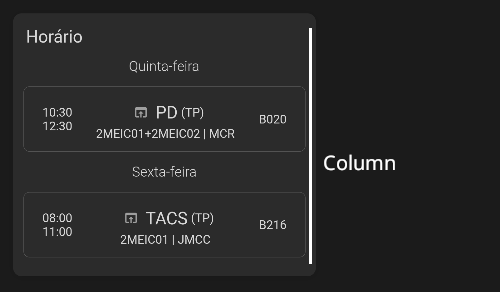 Horário
Quinta-feira
10:30
12:30
PD (TP)
2MEIC01+2MEIC02 | MCR
B020
Column
Sexta-feira
08:00
11:00
TACS (TP)
2MEIC01 | JMCC
B216